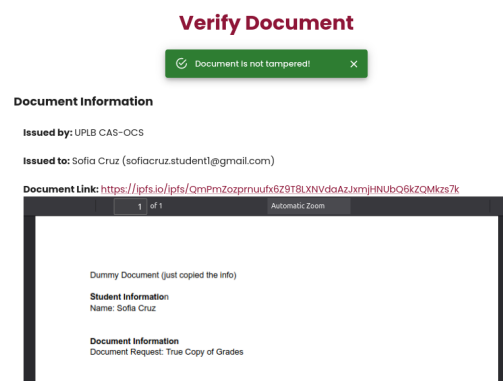 Verify Document
Document is not tampered!
Document Information
Issued by: UPLB CAS-OCS
Issued to: Sofia Cruz (sofiacruz.student1@gmail.com)
Document Link: https://ipfs.io/ipfs/QmPmZozprnuufx6Z9T8LXNVdaAzJxmjHNUbQ6kZQMkzs7k
1 of 1 Automatic Zoom
Dummy Document (just copied the info)
Student Information
Name: Sofia Cruz
Document Information
Document Request: True Copy of Grades